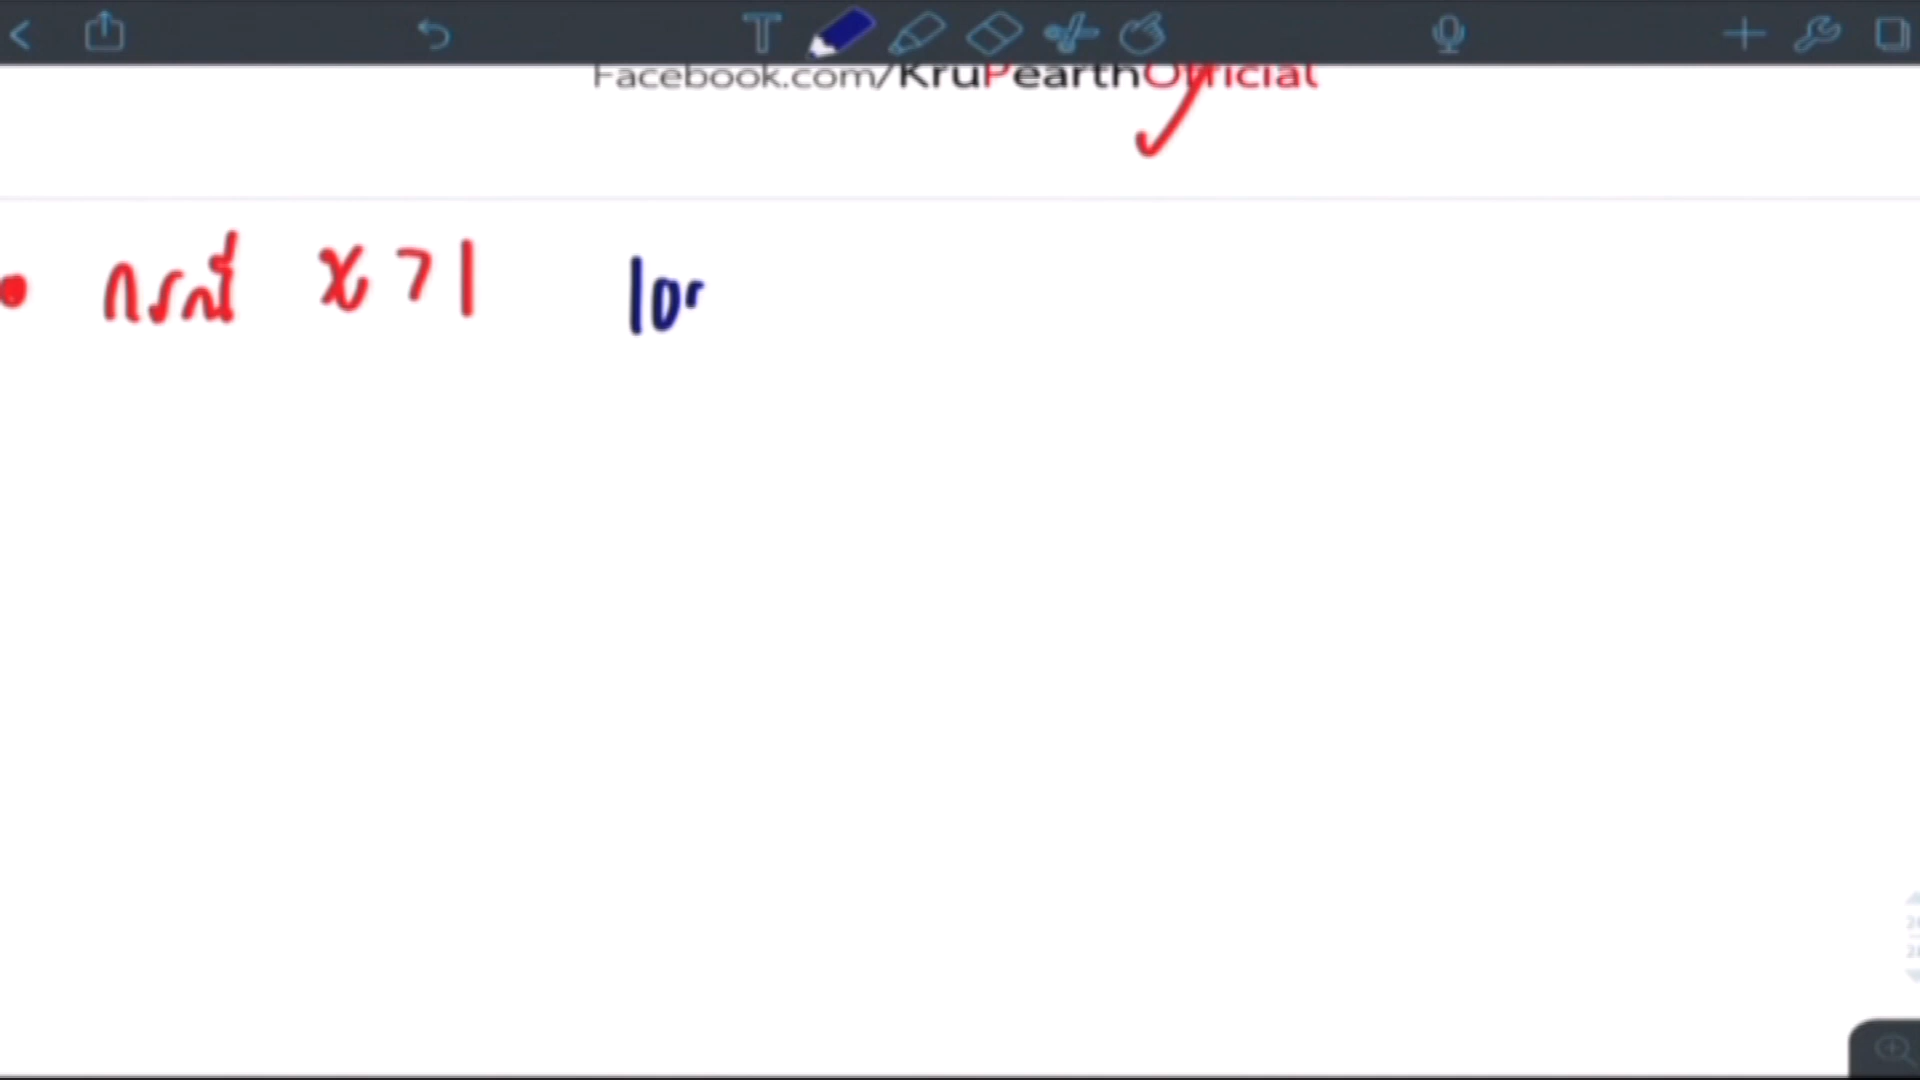 Facebook.com/KruPearthOfficial
• กรณี x > 1